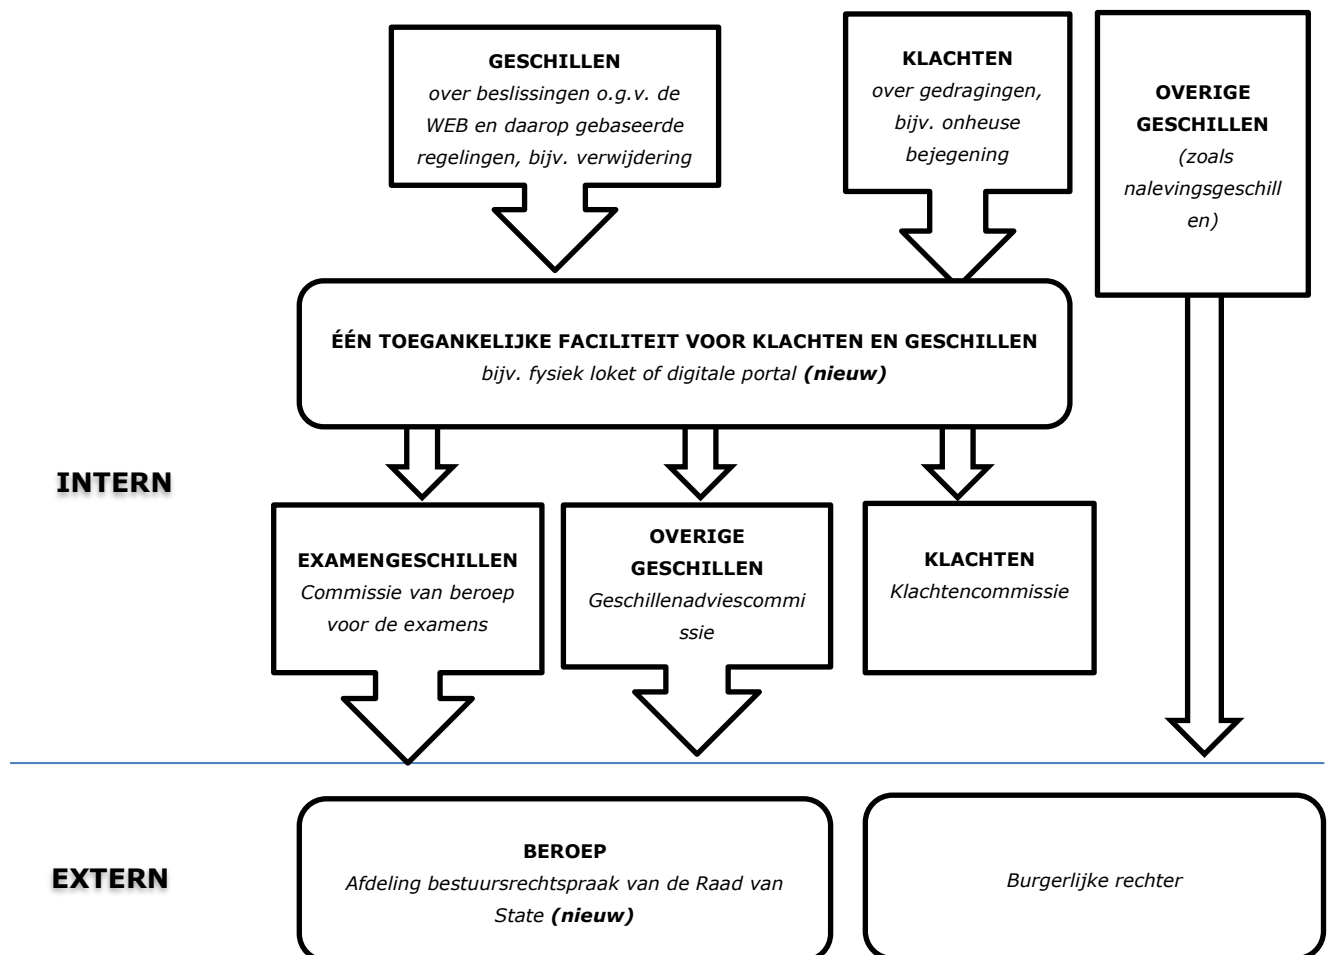 GESCHILLEN
over beslissingen o.g.v. de
WEB en daarop gebaseerde
regelingen, bijv. verwijdering
KLACHTEN
over gedragingen,
bijv. onheuse
bejegening
OVERIGE
GESCHILLEN
(zoals
nalevingsgeschill
en)
ÉÉN TOEGANKELIJKE FACILITEIT VOOR KLACHTEN EN GESCHILLEN
bijv. fysiek loket of digitale portal (nieuw)
INTERN
EXAMENGESCHILLEN
Commissie van beroep
voor de examens
OVERIGE
GESCHILLEN
Geschillenadviescommi
ssie
KLACHTEN
Klachtencommissie
EXTERN
BEROEP
Afdeling bestuursrechtspraak van de Raad van
State (nieuw)
Burgerlijke rechter